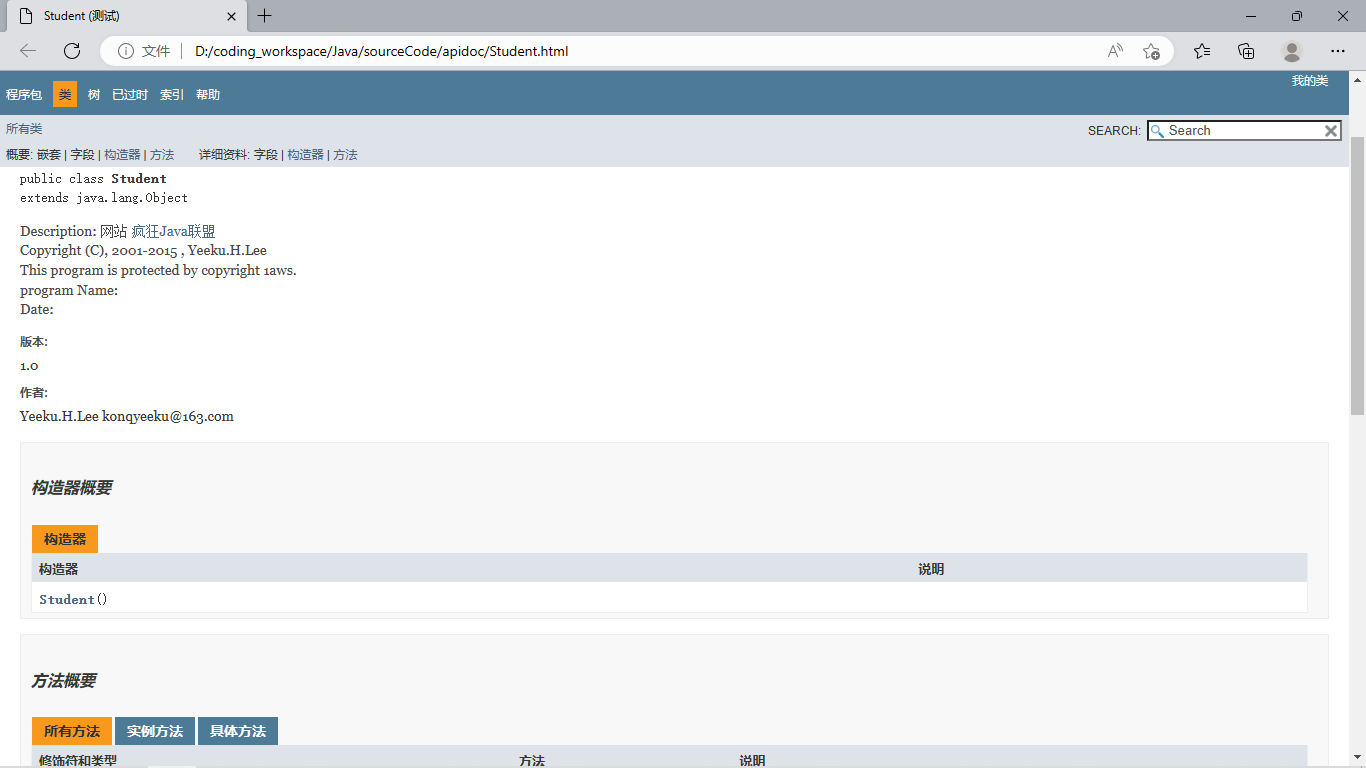 Student (测试)
文件 D:/coding_workspace/Java/sourceCode/apidoc/Student.html
程序包 类 树 已过时 索引 帮助 我的类
所有类 SEARCH: Search
概要: 嵌套 | 字段 | 构造器 | 方法 详细资料: 字段 | 构造器 | 方法
public class Student
extends java.lang.Object
Description: 网站 疯狂Java联盟
Copyright (C), 2001-2015 , Yeeku.H.Lee
This program is protected by copyright 1aws.
program Name:
Date:
版本:
1.0
作者:
Yeeku.H.Lee konqyeeku@163.com
构造器概要
构造器
构造器 说明
Student()
方法概要
所有方法 实例方法 具体方法
修饰符和类型 方法 说明